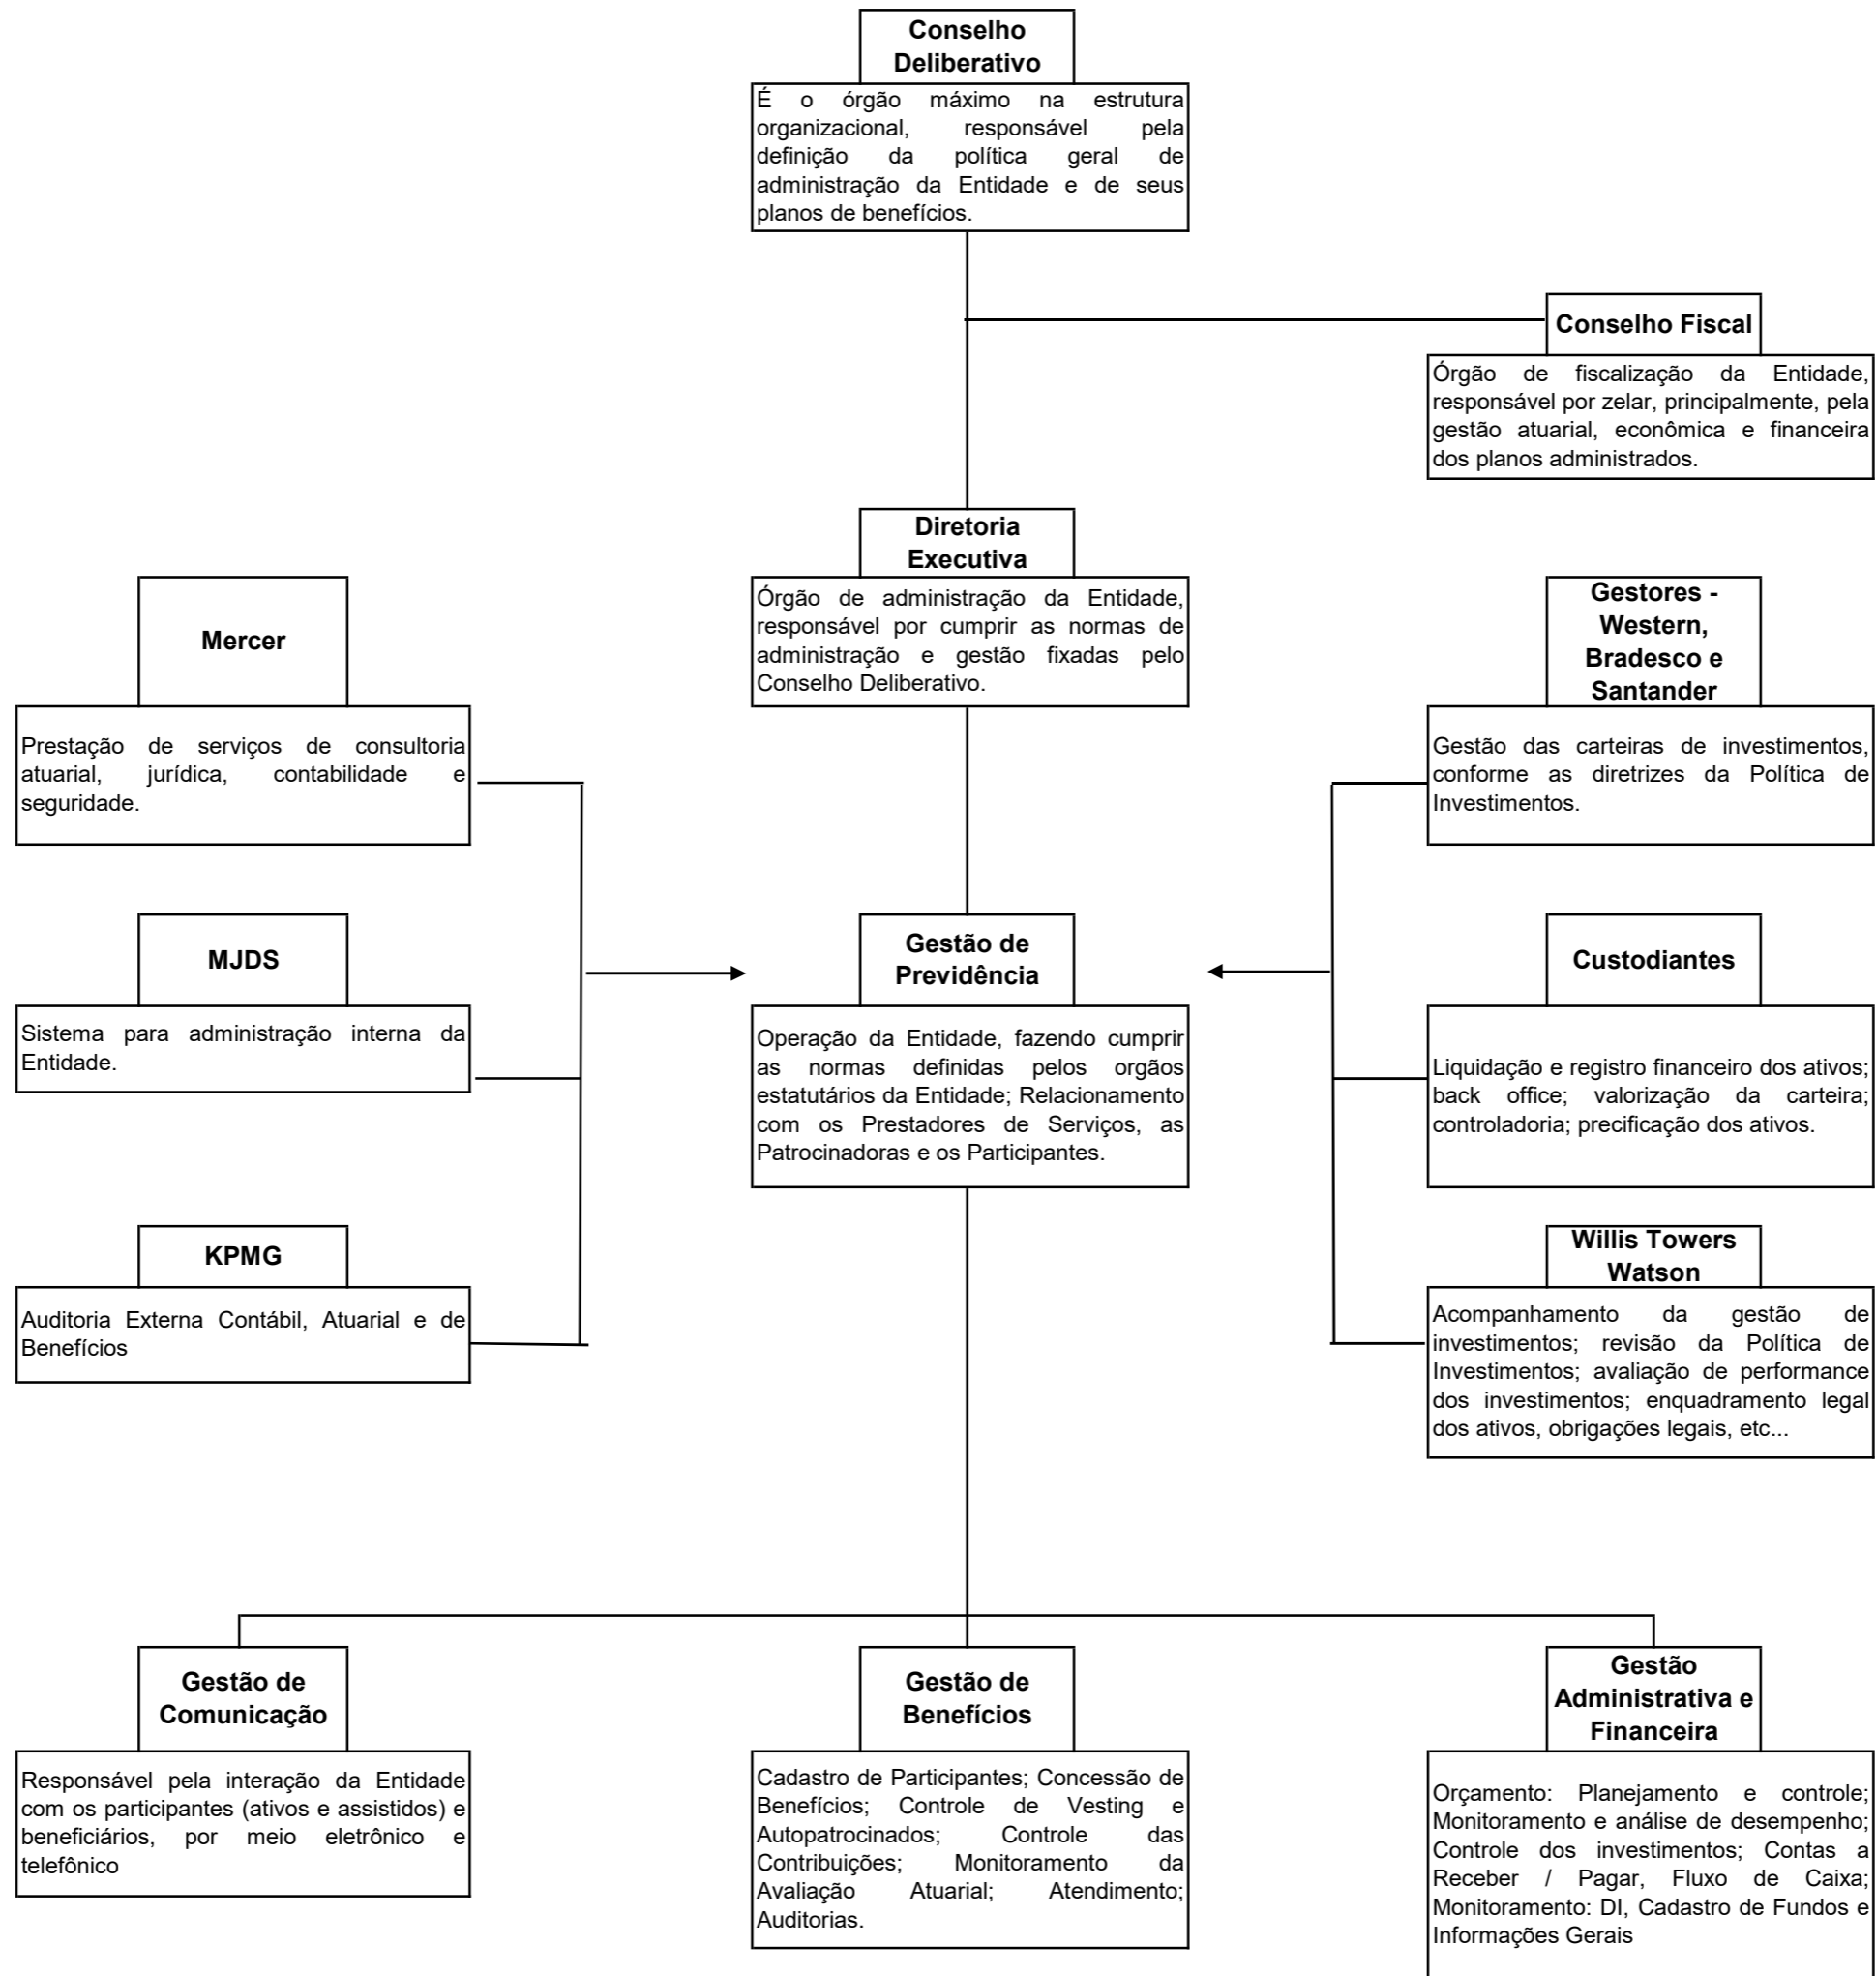 Conselho
Deliberativo
É o órgão máximo na estrutura
organizacional, responsável pela
definição da política geral de
administração da Entidade e de seus
planos de benefícios.
Conselho Fiscal
Órgão de fiscalização da Entidade,
responsável por zelar, principalmente, pela
gestão atuarial, econômica e financeira
dos planos administrados.
Diretoria
Executiva
Órgão de administração da Entidade,
responsável por cumprir as normas de
administração e gestão fixadas pelo
Conselho Deliberativo.
Mercer
Prestação de serviços de consultoria
atuarial, jurídica, contabilidade e
seguridade.
Gestores -
Western,
Bradesco e
Santander
Gestão das carteiras de investimentos,
conforme as diretrizes da Política de
Investimentos.
MJDS
Sistema para administração interna da
Entidade.
Gestão de
Previdência
Operação da Entidade, fazendo cumprir
as normas definidas pelos orgãos
estatutários da Entidade; Relacionamento
com os Prestadores de Serviços, as
Patrocinadoras e os Participantes.
Custodiantes
Liquidação e registro financeiro dos ativos;
back office; valorização da carteira;
controladoria; precificação dos ativos.
KPMG
Auditoria Externa Contábil, Atuarial e de
Benefícios
Willis Towers
Watson
Acompanhamento da gestão de
investimentos; revisão da Política de
Investimentos; avaliação de performance
dos investimentos; enquadramento legal
dos ativos, obrigações legais, etc...
Gestão de
Comunicação
Responsável pela interação da Entidade
com os participantes (ativos e assistidos) e
beneficiários, por meio eletrônico e
telefônico
Gestão de
Benefícios
Cadastro de Participantes; Concessão de
Benefícios; Controle de Vesting e
Autopatrocinados; Controle das
Contribuições; Monitoramento da
Avaliação Atuarial; Atendimento;
Auditorias.
Gestão
Administrativa e
Financeira
Orçamento: Planejamento e controle;
Monitoramento e análise de desempenho;
Controle dos investimentos; Contas a
Receber / Pagar, Fluxo de Caixa;
Monitoramento: DI, Cadastro de Fundos e
Informações Gerais